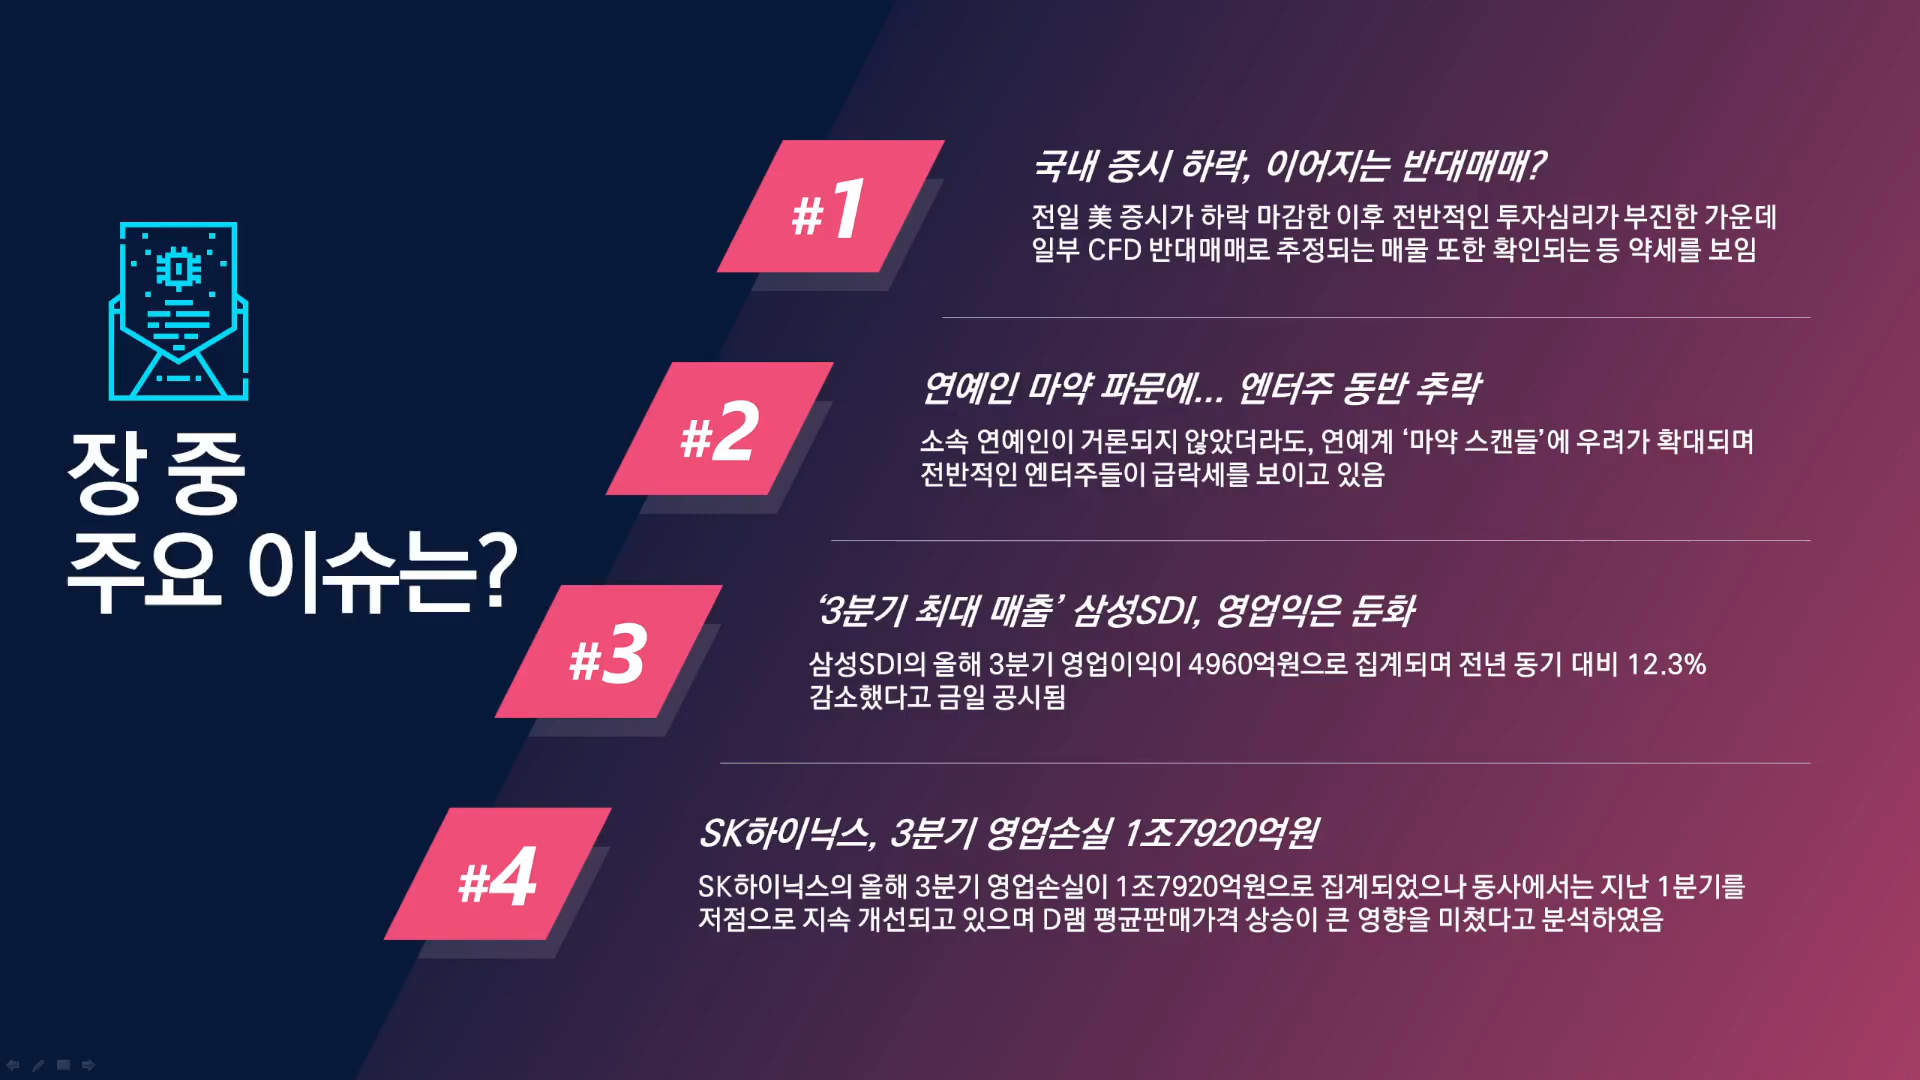 장 중
주요 이슈는?
#1
국내 증시 하락, 이어지는 반대매매?
전일 美 증시가 하락 마감한 이후 전반적인 투자심리가 부진한 가운데
일부 CFD 반대매매로 추정되는 매물 또한 확인되는 등 약세를 보임
#2
연예인 마약 파문에... 엔터주 동반 추락
소속 연예인이 거론되지 않았더라도, 연예계 ‘마약 스캔들’에 우려가 확대되며
전반적인 엔터주들이 급락세를 보이고 있음
#3
‘3분기 최대 매출’ 삼성SDI, 영업익은 둔화
삼성SDI의 올해 3분기 영업이익이 4960억원으로 집계되며 전년 동기 대비 12.3%
감소했다고 금일 공시됨
#4
SK하이닉스, 3분기 영업손실 1조7920억원
SK하이닉스의 올해 3분기 영업손실이 1조7920억원으로 집계되었으나 동사에서는 지난 1분기를
저점으로 지속 개선되고 있으며 D램 평균판매가격 상승이 큰 영향을 미쳤다고 분석하였음